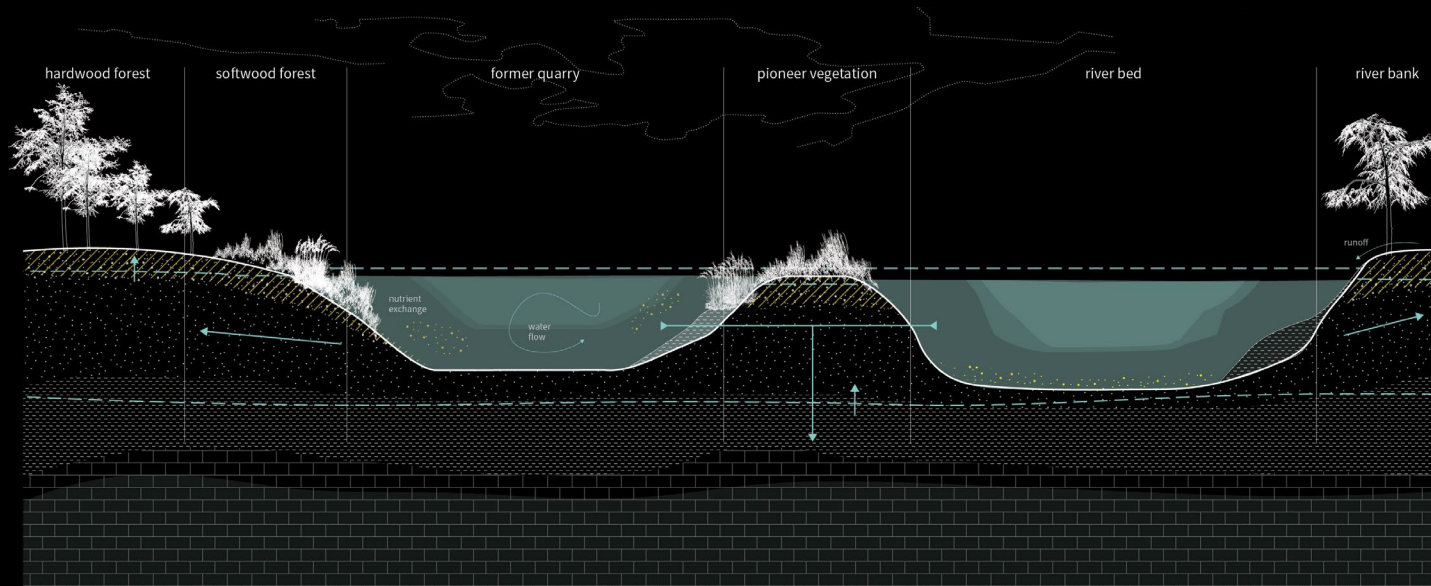 hardwood forest
softwood forest
former quarry
pioneer vegetation
river bed
river bank
runoff
nutrient
exchange
water
flow